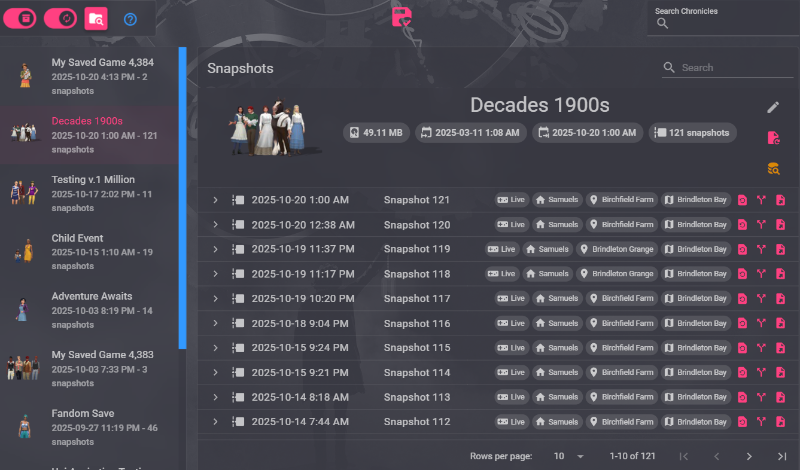 Search Chronicles
My Saved Game 4,384
2025-10-20 4:13 PM - 2
snapshots
Decades 1900s
2025-10-20 1:00 AM - 121
snapshots
Testing v.1 Million
2025-10-17 2:02 PM - 11
snapshots
Child Event
2025-10-15 1:10 AM - 19
snapshots
Adventure Awaits
2025-10-03 8:19 PM - 14
snapshots
My Saved Game 4,383
2025-10-03 7:33 PM - 3
snapshots
Fandom Save
2025-09-27 11:19 PM - 46
snapshots
Snapshots
Search
Decades 1900s
49.11 MB 2025-03-11 1:08 AM 2025-10-20 1:00 AM 121 snapshots
2025-10-20 1:00 AM Snapshot 121 Live Samuels Birchfield Farm Brindleton Bay
2025-10-20 12:38 AM Snapshot 120 Live Samuels Birchfield Farm Brindleton Bay
2025-10-19 11:37 PM Snapshot 119 Live Samuels Brindleton Grange Brindleton Bay
2025-10-19 11:17 PM Snapshot 118 Live Samuels Brindleton Grange Brindleton Bay
2025-10-19 10:20 PM Snapshot 117 Live Samuels Birchfield Farm Brindleton Bay
2025-10-18 9:04 PM Snapshot 116 Live Samuels Birchfield Farm Brindleton Bay
2025-10-15 9:24 PM Snapshot 115 Live Samuels Birchfield Farm Brindleton Bay
2025-10-15 9:21 PM Snapshot 114 Live Samuels Birchfield Farm Brindleton Bay
2025-10-14 8:18 AM Snapshot 113 Live Samuels Birchfield Farm Brindleton Bay
2025-10-14 7:44 AM Snapshot 112 Live Samuels Birchfield Farm Brindleton Bay
Rows per page: 10 1-10 of 121